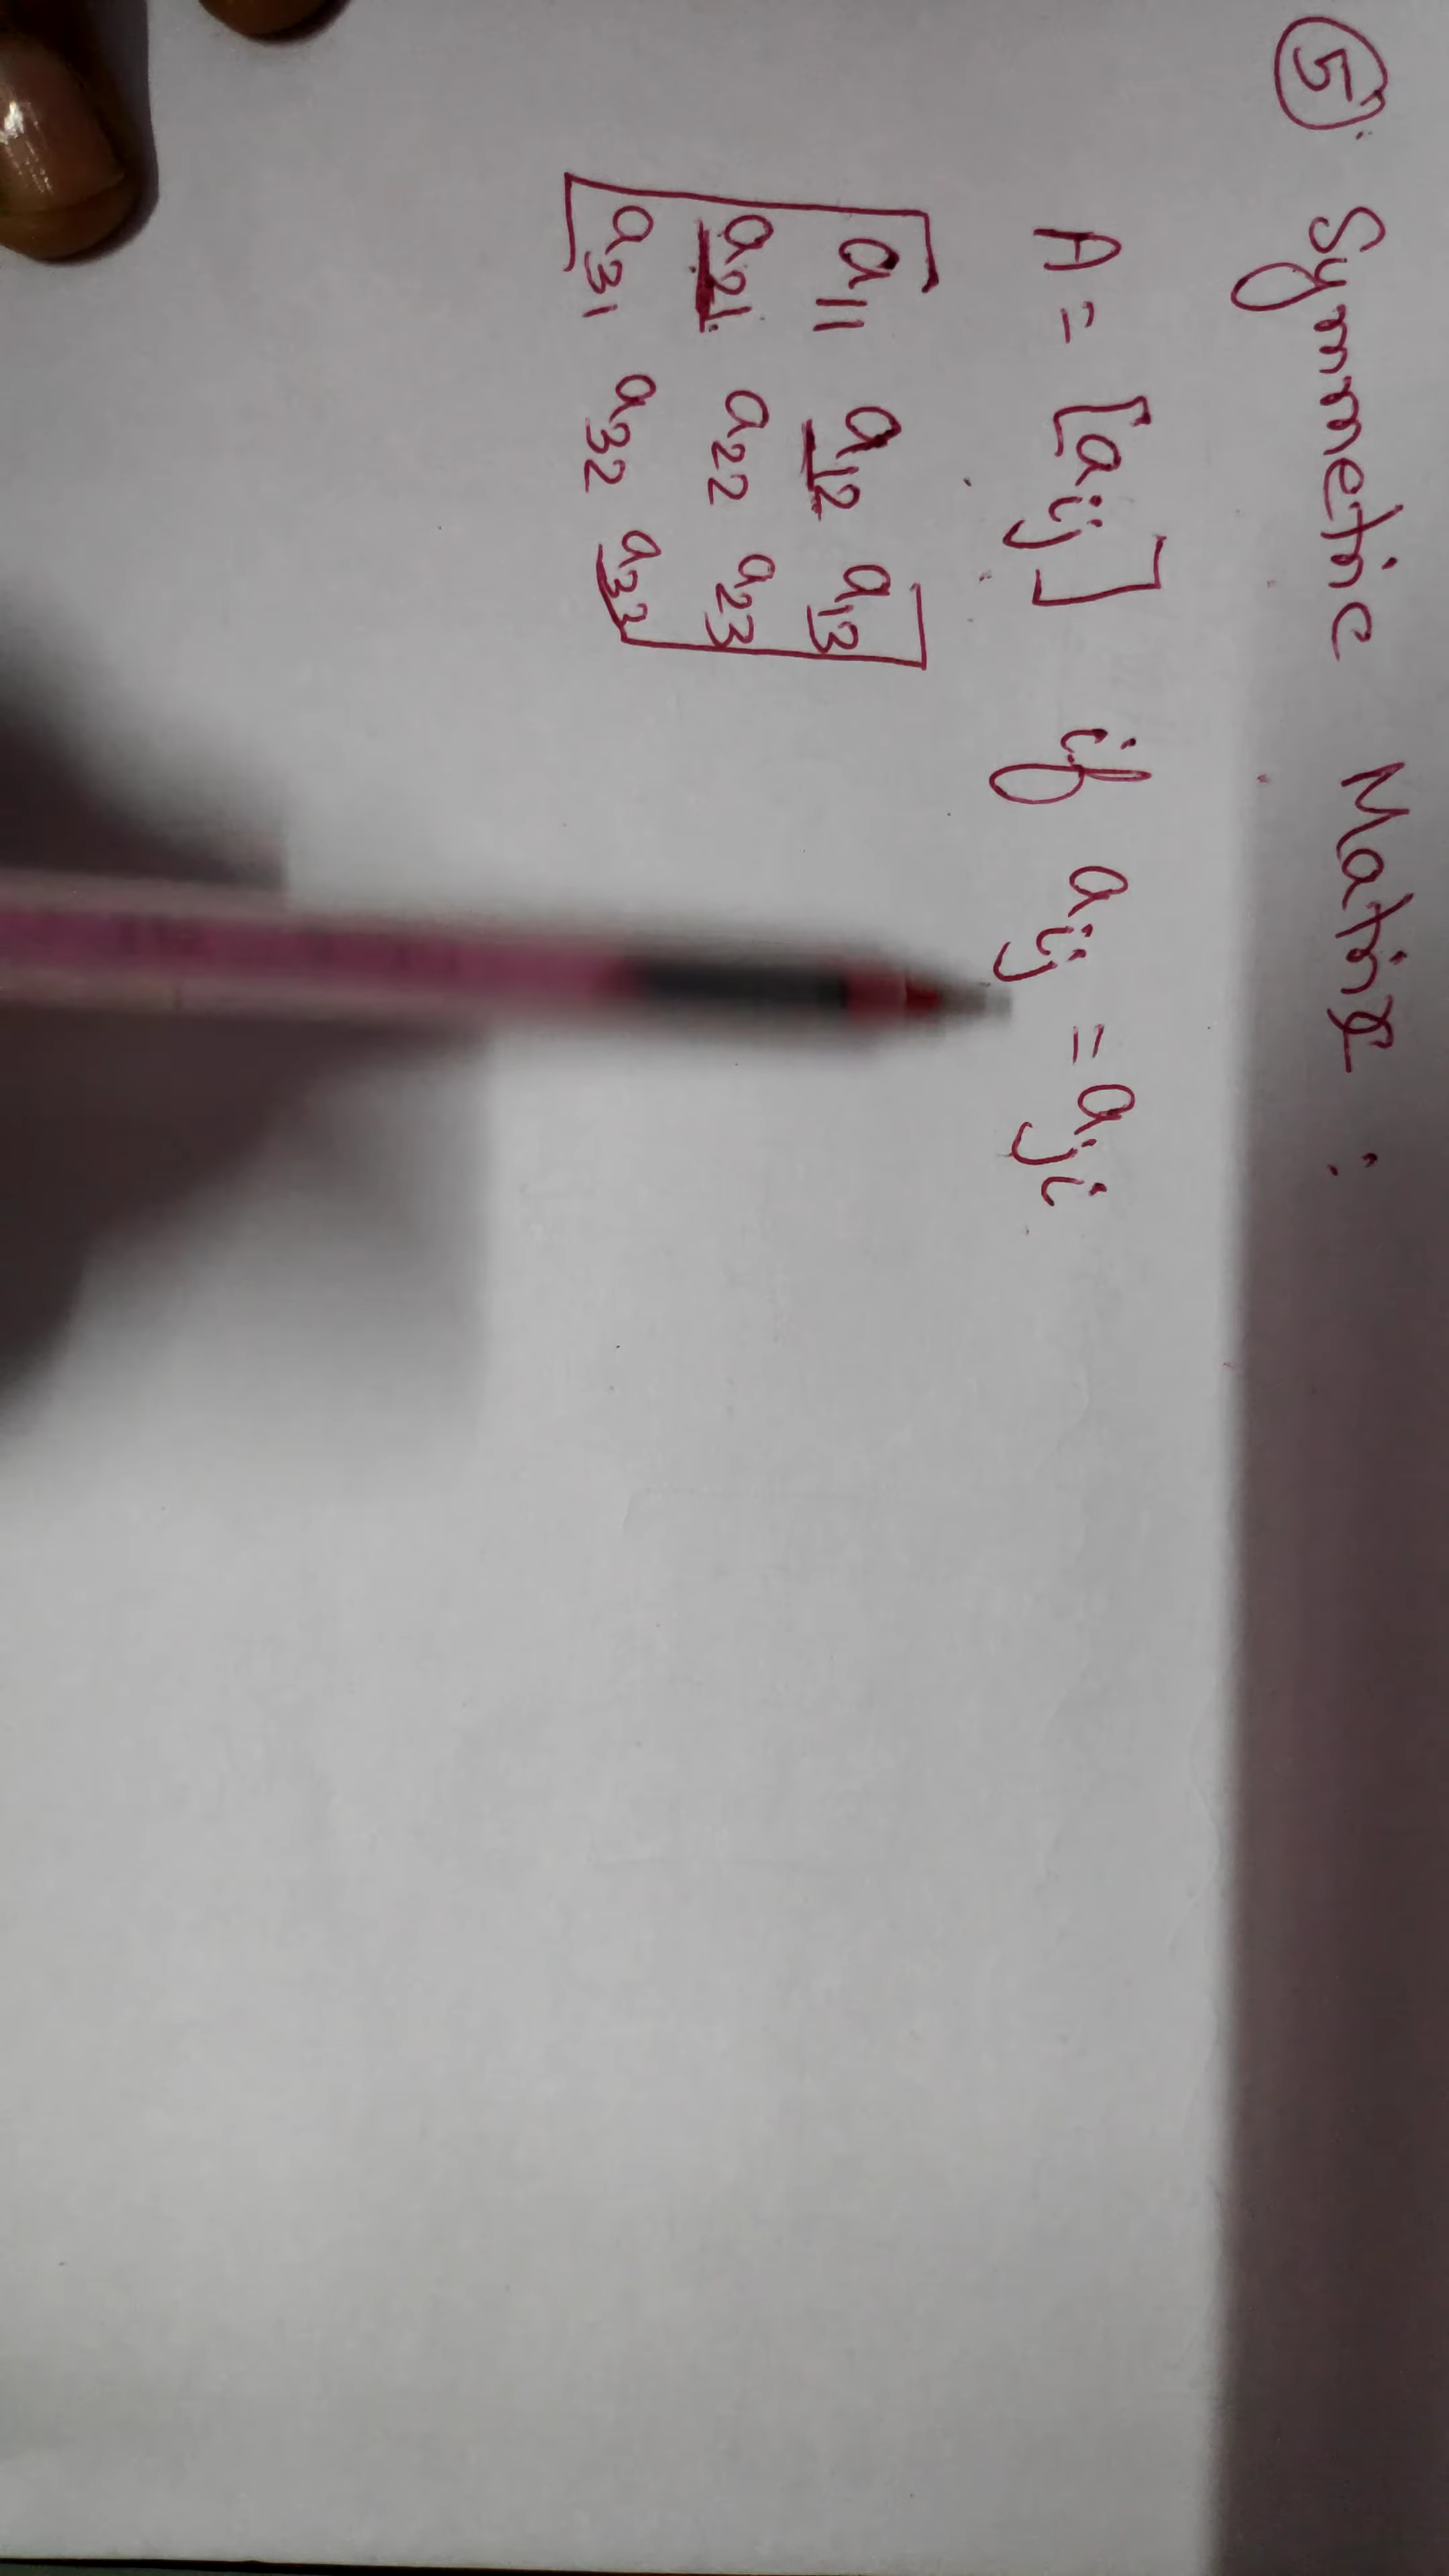 ⑤ Symmetric Matrix :
A = [aij] if aij = aji
[a11 a12 a13
a21 a22 a23
a31 a32 a33]